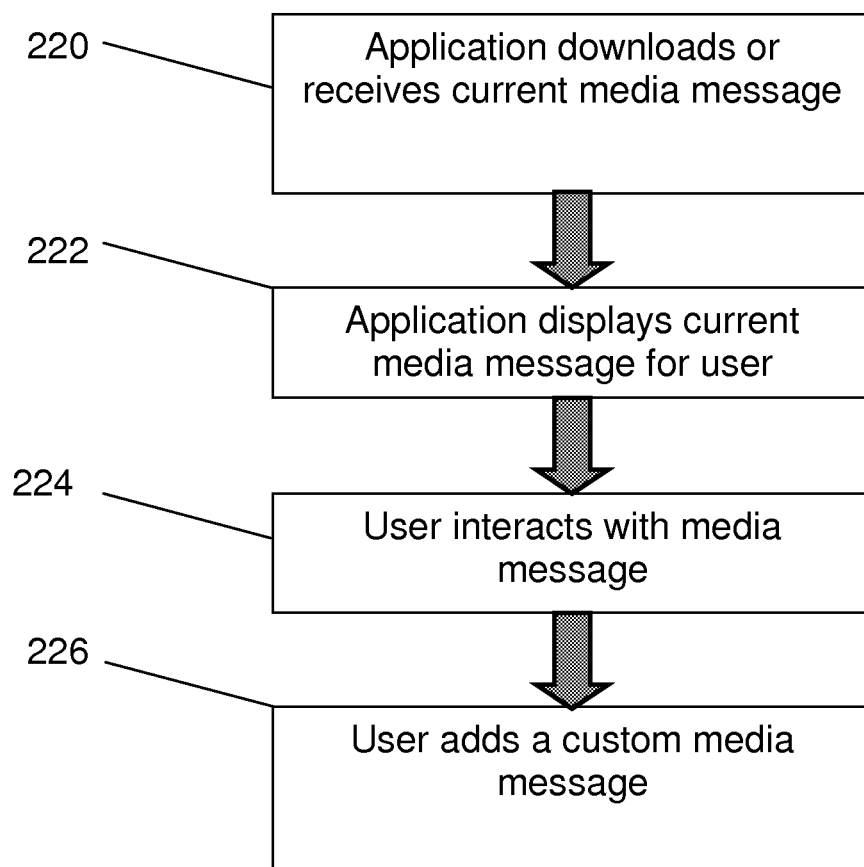 220
Application downloads or
receives current media message
222
Application displays current
media message for user
224
User interacts with media
message
226
User adds a custom media
message